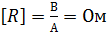 [R] = В/А = Ом